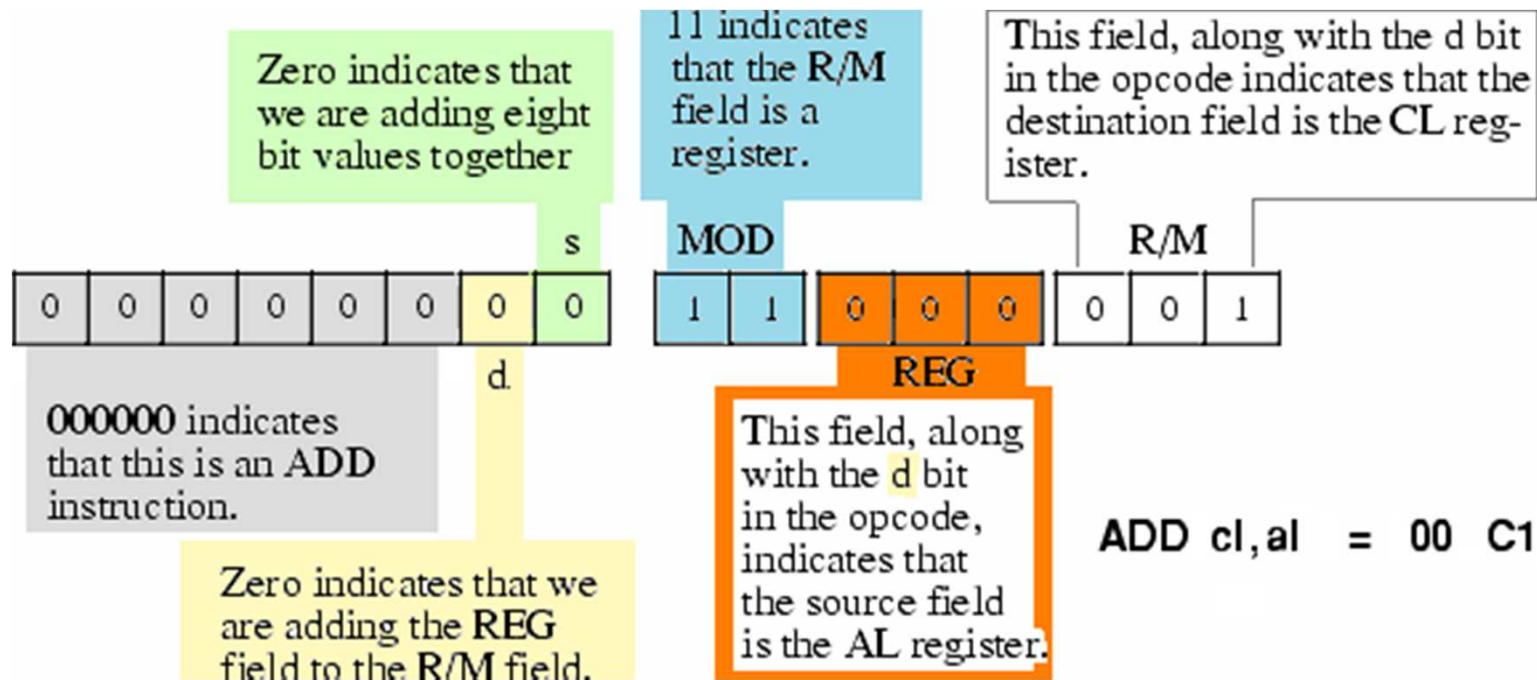 Zero indicates that
we are adding eight
bit values together
11 indicates
that the R/M
field is a
register.
This field, along with the d bit
in the opcode indicates that the
destination field is the CL reg-
ister.
s
MOD
R/M
0 0 0 0 0 0 0 0 1 1 0 0 0 0 0 1
d
REG
000000 indicates
that this is an ADD
instruction.
Zero indicates that we
are adding the REG
field to the R/M field.
This field, along
with the d bit
in the opcode,
indicates that
the source field
is the AL register.
ADD cl,al = 00 C1